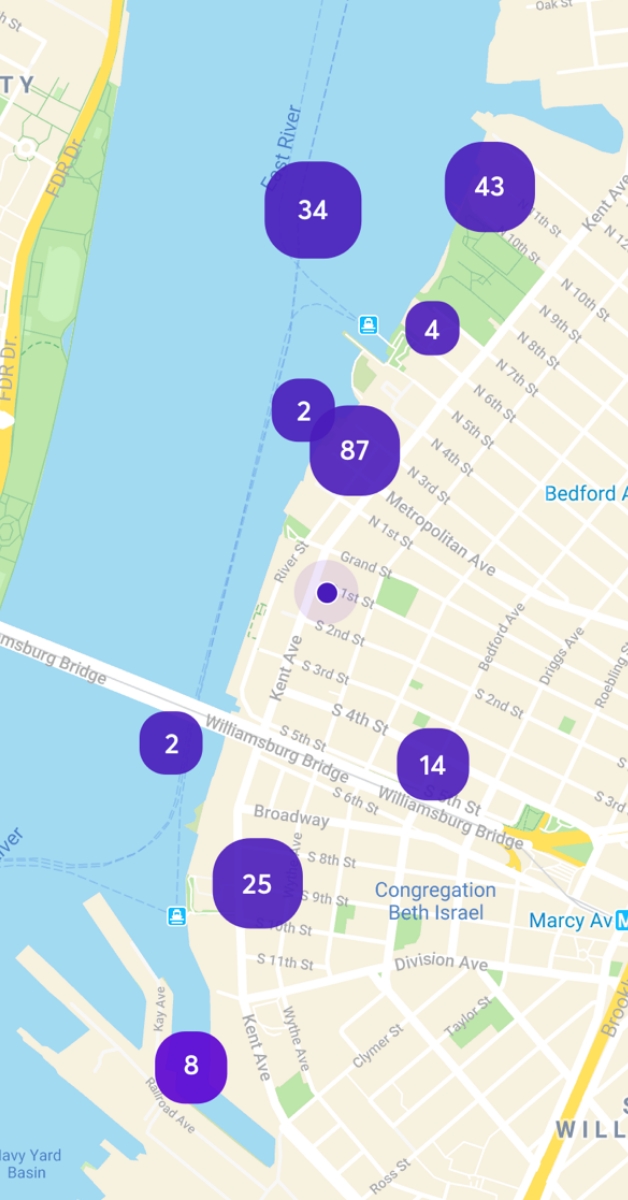 Oak St
TY
FDR Dr.
East River
34
43
Kent Ave
N 11th St
N 10th St
N 12
N 10th St
N 9th St
N 8th St
4
FDR Dr.
N 7th St
N 6th St
2
N 5th St
87
N 4th St
N 3rd St
Bedford A
Metropolitan Ave
N 1st St
River St
Grand St
1st St
S 2nd St
Bedford Ave
Driggs Ave
Roebling S
msburg Bridge
Kent Ave
S 3rd St
S 2nd St
S 4th St
2
Williamsburg Bridge
S 5th St
14
S 5th St
S 6th St
Williamsburg Bridge
S 3rd
Broadway
Wythe Ave
S 8th St
25
S 9th St
Congregation
Beth Israel
S 10th St
Marcy Av M
S 11th St
Division Ave
Kay Ave
Taylor St
Brook
Kent Ave
Wythe Ave
Clymer St
8
Railroad Ave
S
WILL
avy Yard
Basin
Ross St